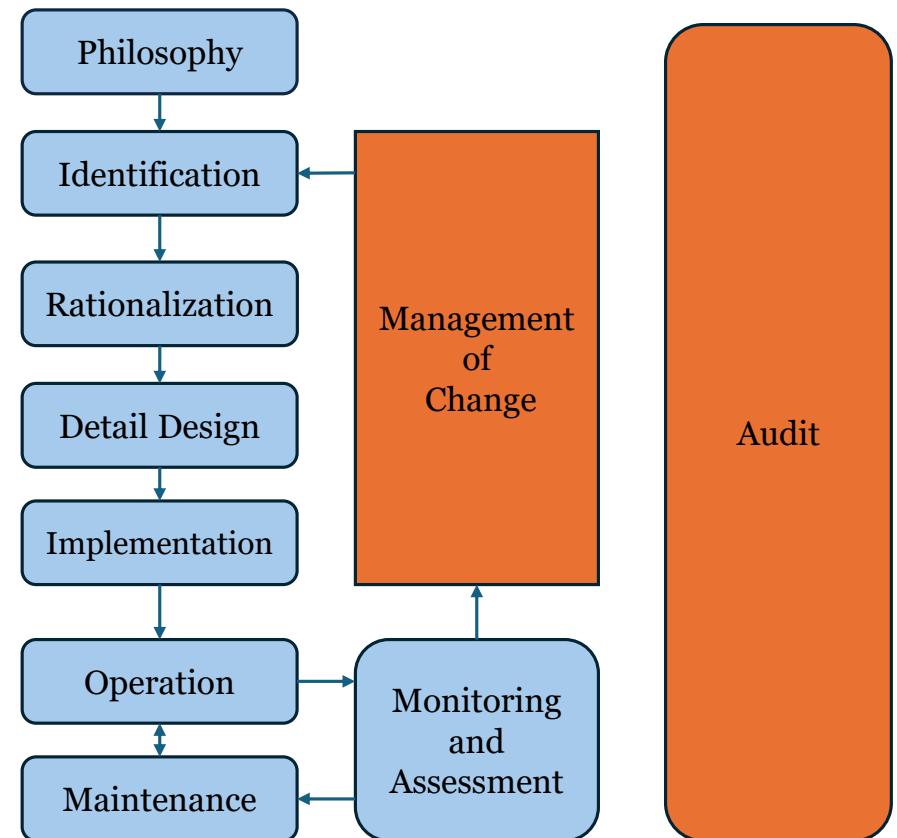 Philosophy
Identification
Rationalization
Detail Design
Implementation
Operation
Maintenance
Management
of
Change
Monitoring
and
Assessment
Audit